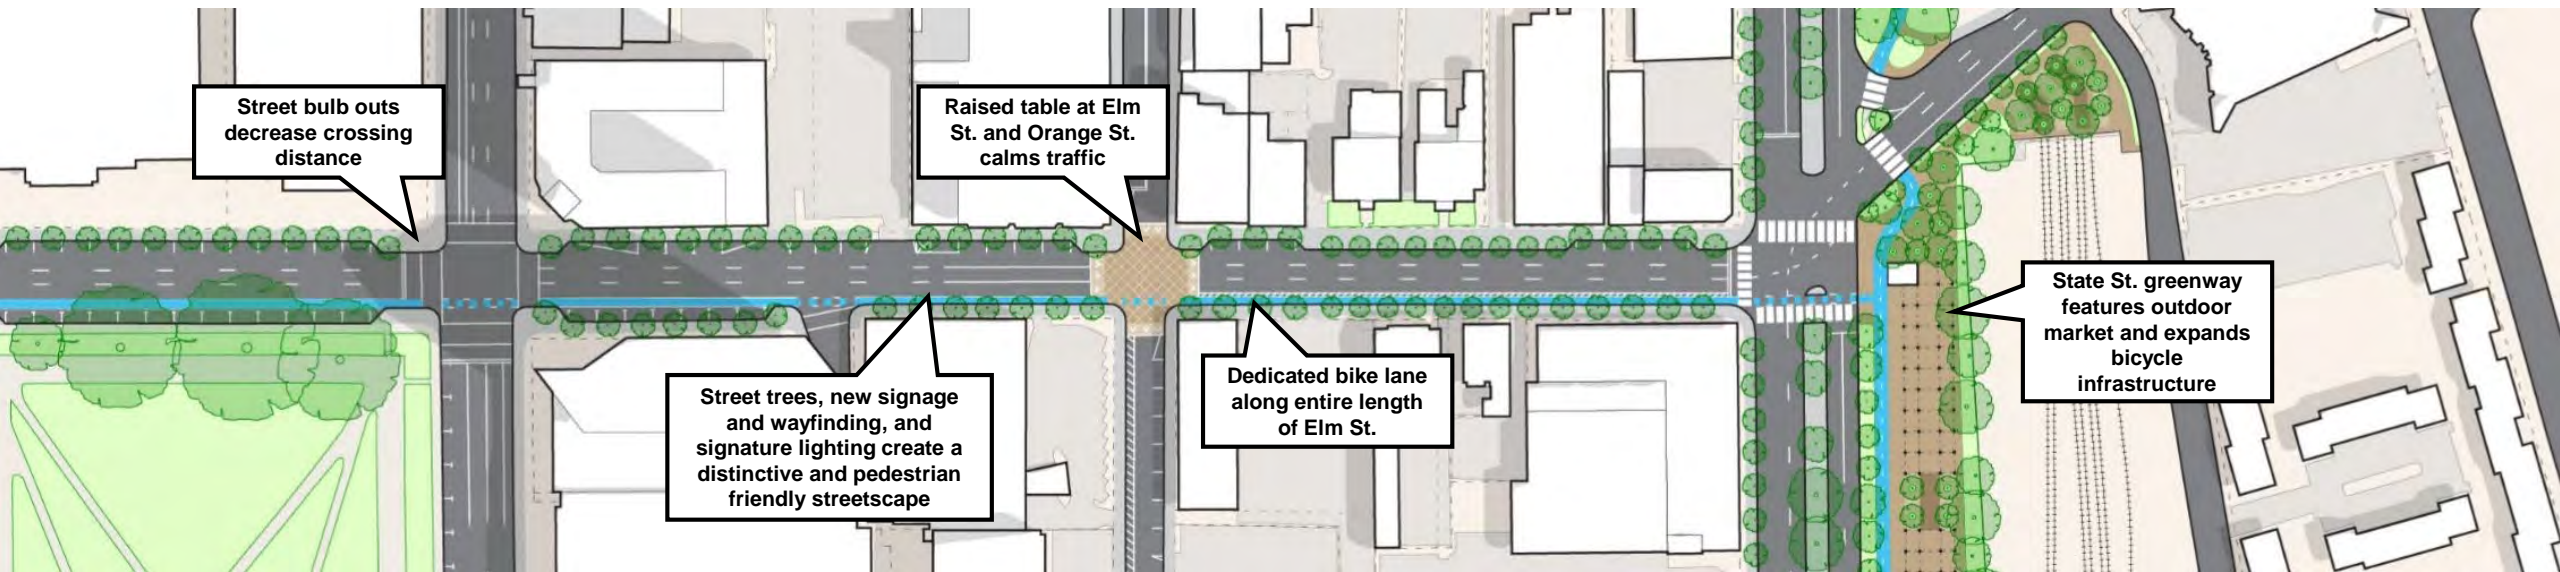 Street bulb outs
decrease crossing
distance
Raised table at Elm
St. and Orange St.
calms traffic
Street trees, new signage
and wayfinding, and
signature lighting create a
distinctive and pedestrian
friendly streetscape
Dedicated bike lane
along entire length
of Elm St.
State St. greenway
features outdoor
market and expands
bicycle
infrastructure